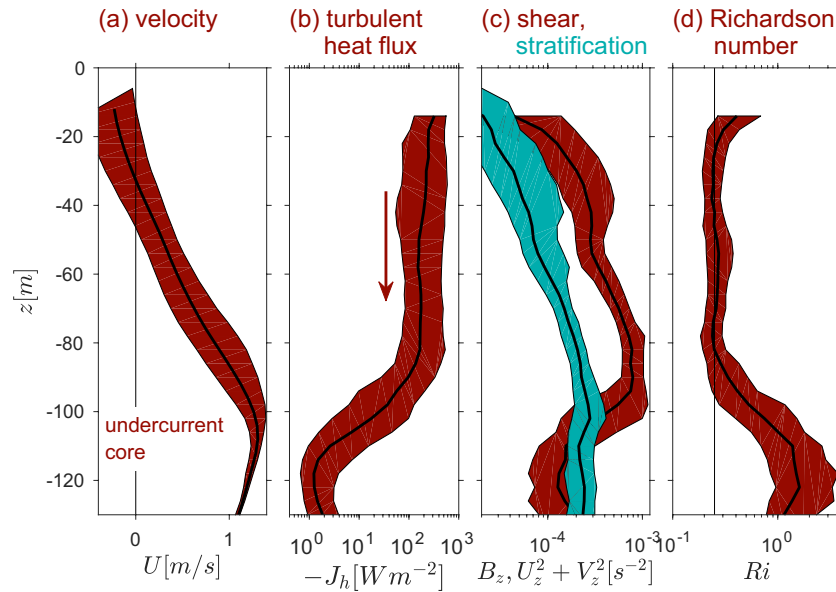 (a) velocity
(b) turbulent
heat flux
(c) shear,
stratification
(d) Richardson
number
0
-20
-40
-60
-80
-100
-120
z[m]
undercurrent
core
0 1
U[m/s]
10^0 10^1 10^2 10^3
-J_h[Wm^{-2}]
10^{-4} 10^{-3}
B_z, U_z^2 + V_z^2[s^{-2}]
10^{-1} 10^0
Ri